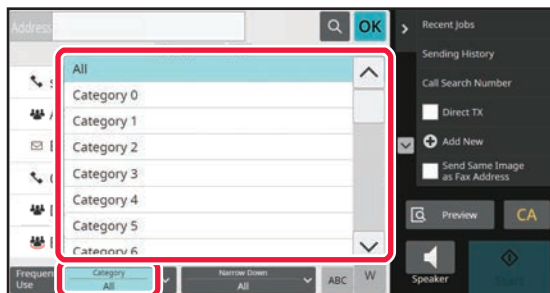 Address
OK
Recent Jobs
Sending History
All
Category 0
Category 1
Category 2
Category 3
Category 4
Category 5
Category 6
Call Search Number
Direct TX
Add New
Send Same Image
as Fax Address
Preview
CA
Frequent
Use
Category
All
Narrow Down
All
ABC
W
Speaker
Start